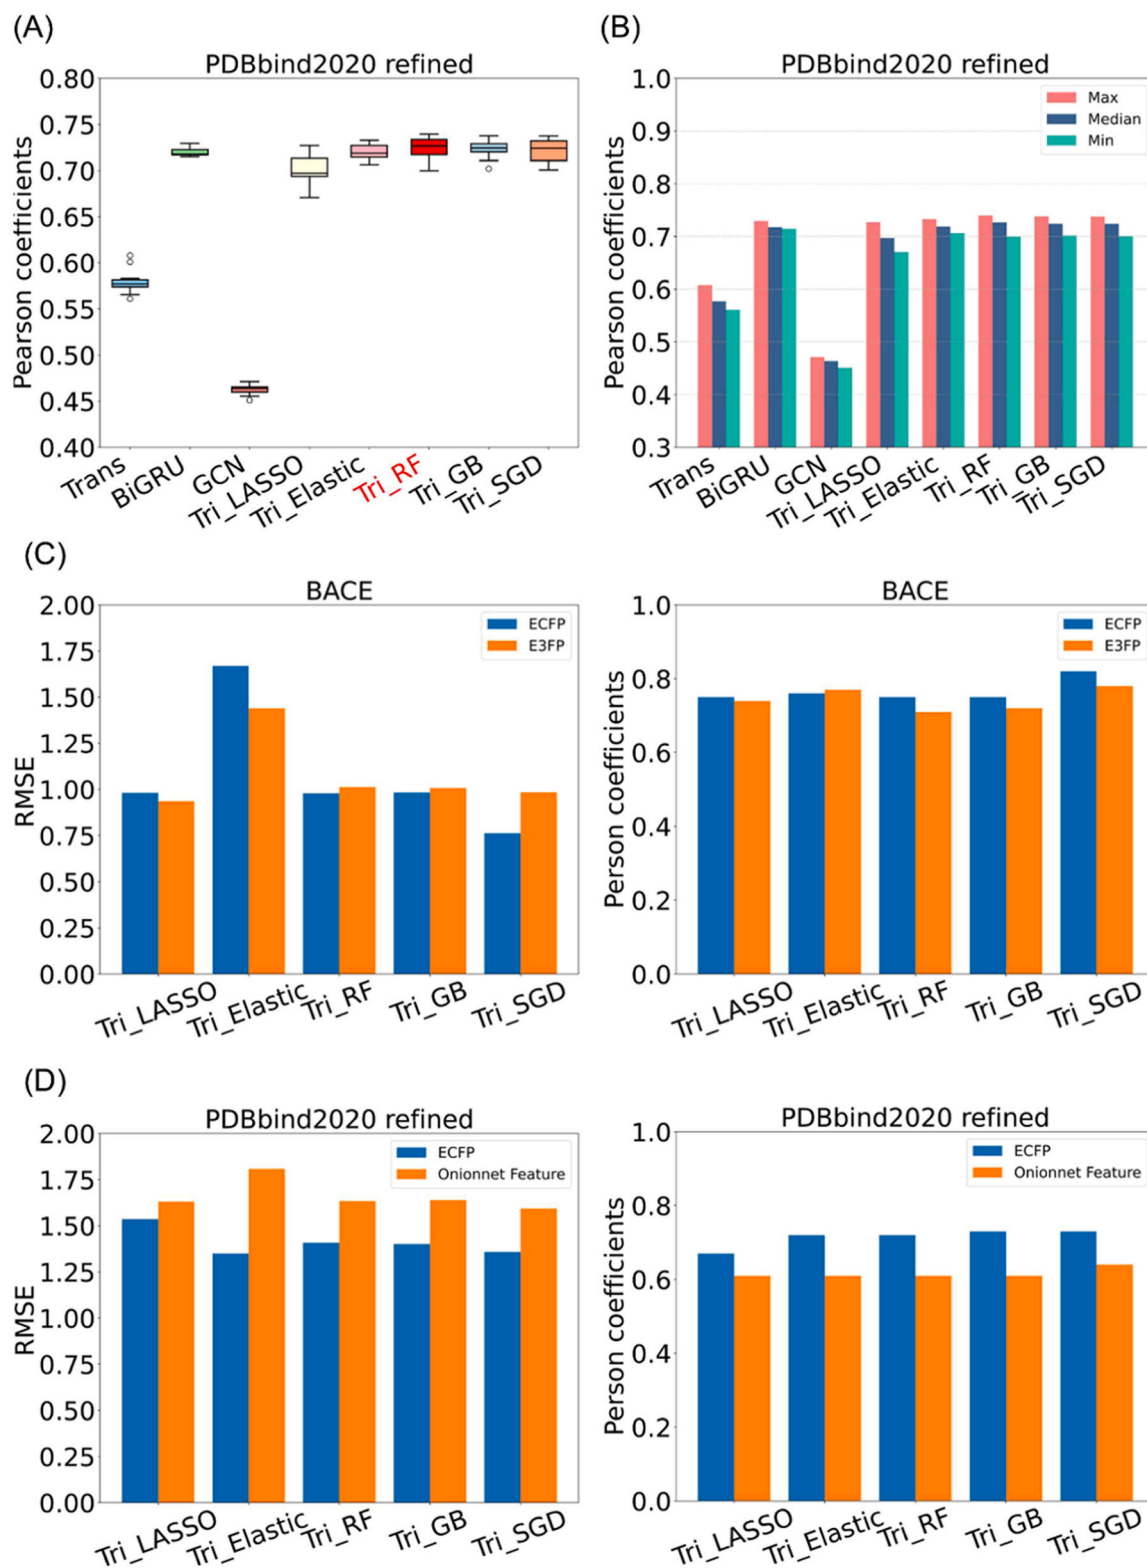 (A)
PDBbind2020 refined
Pearson coefficients
0.80
0.75
0.70
0.65
0.60
0.55
0.50
0.45
0.40
Trans
BiGRU
GCN
Tri_LASSO
Tri_Elastic
Tri_RF
Tri_GB
Tri_SGD
(B)
PDBbind2020 refined
Pearson coefficients
1.0
0.9
0.8
0.7
0.6
0.5
0.4
0.3
Max
Median
Min
Trans
BiGRU
GCN
Tri_LASSO
Tri_Elastic
Tri_RF
Tri_GB
Tri_SGD
(C)
BACE
RMSE
2.00
1.75
1.50
1.25
1.00
0.75
0.50
0.25
0.00
ECFP
E3FP
Tri_LASSO
Tri_Elastic
Tri_RF
Tri_GB
Tri_SGD
BACE
Person coefficients
1.0
0.8
0.6
0.4
0.2
0.0
ECFP
E3FP
Tri_LASSO
Tri_Elastic
Tri_RF
Tri_GB
Tri_SGD
(D)
PDBbind2020 refined
RMSE
2.00
1.75
1.50
1.25
1.00
0.75
0.50
0.25
0.00
ECFP
Onionnet Feature
Tri_LASSO
Tri_Elastic
Tri_RF
Tri_GB
Tri_SGD
PDBbind2020 refined
Person coefficients
1.0
0.8
0.6
0.4
0.2
0.0
ECFP
Onionnet Feature
Tri_LASSO
Tri_Elastic
Tri_RF
Tri_GB
Tri_SGD